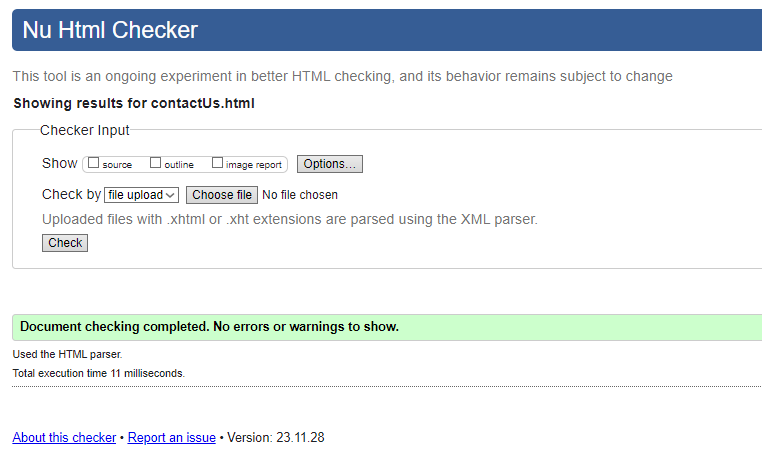 Nu Html Checker
This tool is an ongoing experiment in better HTML checking, and its behavior remains subject to change
Showing results for contactUs.html
Checker Input
Show source outline image report Options...
Check by file upload Choose file No file chosen
Uploaded files with .xhtml or .xht extensions are parsed using the XML parser.
Check
Document checking completed. No errors or warnings to show.
Used the HTML parser.
Total execution time 11 milliseconds.
About this checker • Report an issue • Version: 23.11.28